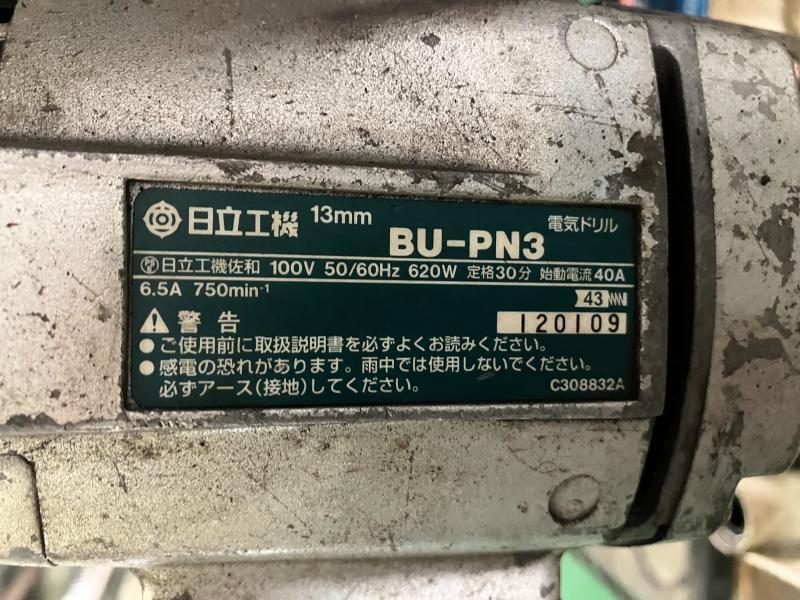 日立工機 13mm 電気ドリル
BU-PN3
日立工機佐和 100V 50/60Hz 620W 定格30分 始動電流40A
6.5A 750min⁻¹
43
警告 120109
● ご使用前に取扱説明書を必ずよくお読みください。
● 感電の恐れがあります。雨中では使用しないでください。
必ずアース(接地)してください。 C308832A